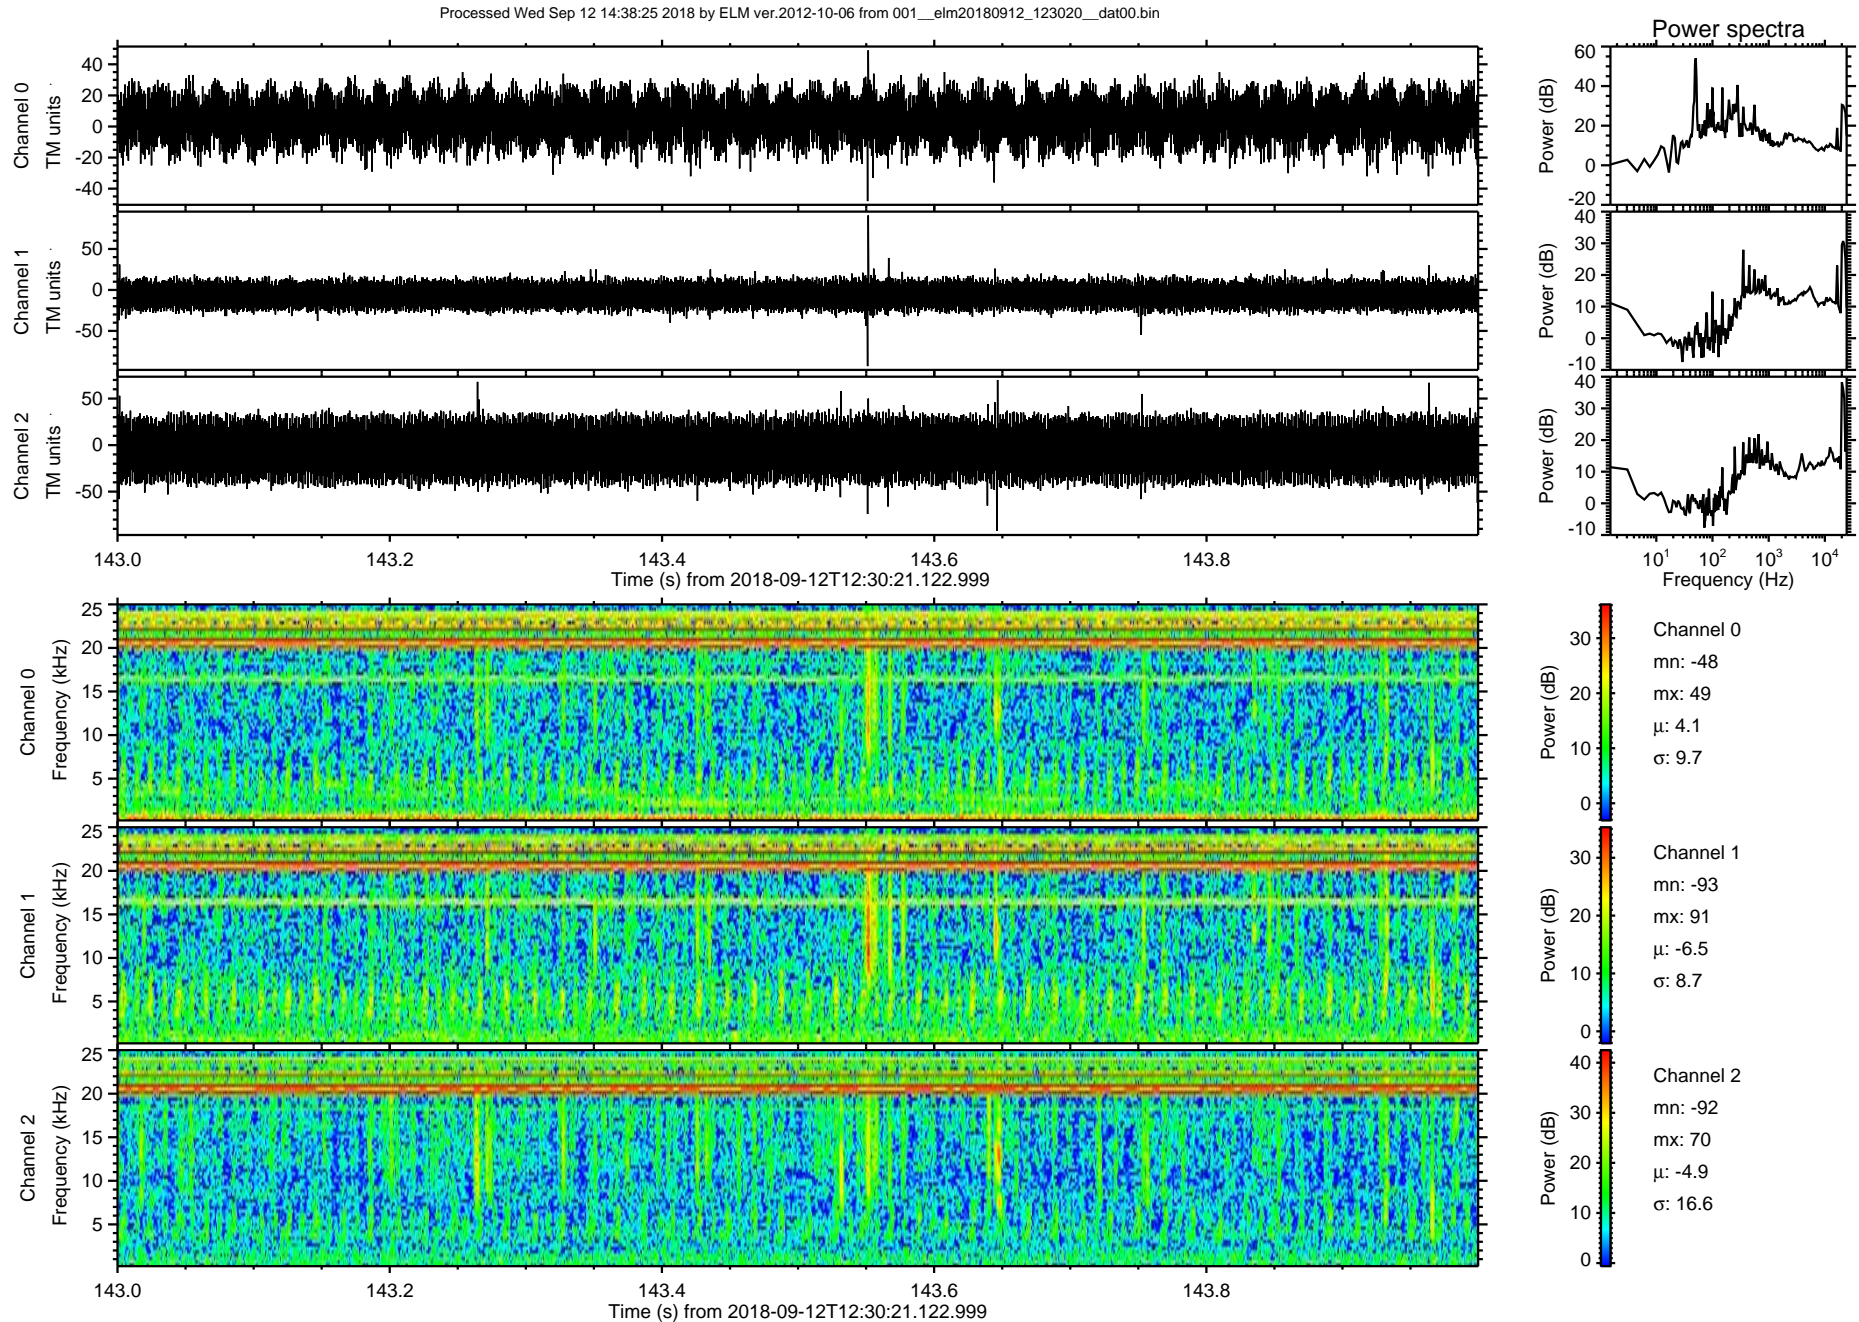 Processed Wed Sep 12 14:38:25 2018 by ELM ver.2012-10-06 from 001__elm20180912_123020__dat00.bin
Power spectra
Channel 0
TM units
40
20
0
-20
-40
Power (dB)
60
40
20
0
-20
Channel 1
TM units
50
0
-50
Power (dB)
40
30
20
10
0
-10
Channel 2
TM units
50
0
-50
Power (dB)
40
30
20
10
0
-10
143.0 143.2 143.4 143.6 143.8
Time (s) from 2018-09-12T12:30:21.122.999
10¹ 10² 10³ 10⁴
Frequency (Hz)
Channel 0
Frequency (kHz)
25
20
15
10
5
Power (dB)
30
20
10
0
Channel 0
mn: -48
mx: 49
μ: 4.1
σ: 9.7
Channel 1
Frequency (kHz)
25
20
15
10
5
Power (dB)
30
20
10
0
Channel 1
mn: -93
mx: 91
μ: -6.5
σ: 8.7
Channel 2
Frequency (kHz)
25
20
15
10
5
Power (dB)
40
30
20
10
0
Channel 2
mn: -92
mx: 70
μ: -4.9
σ: 16.6
143.0 143.2 143.4 143.6 143.8
Time (s) from 2018-09-12T12:30:21.122.999